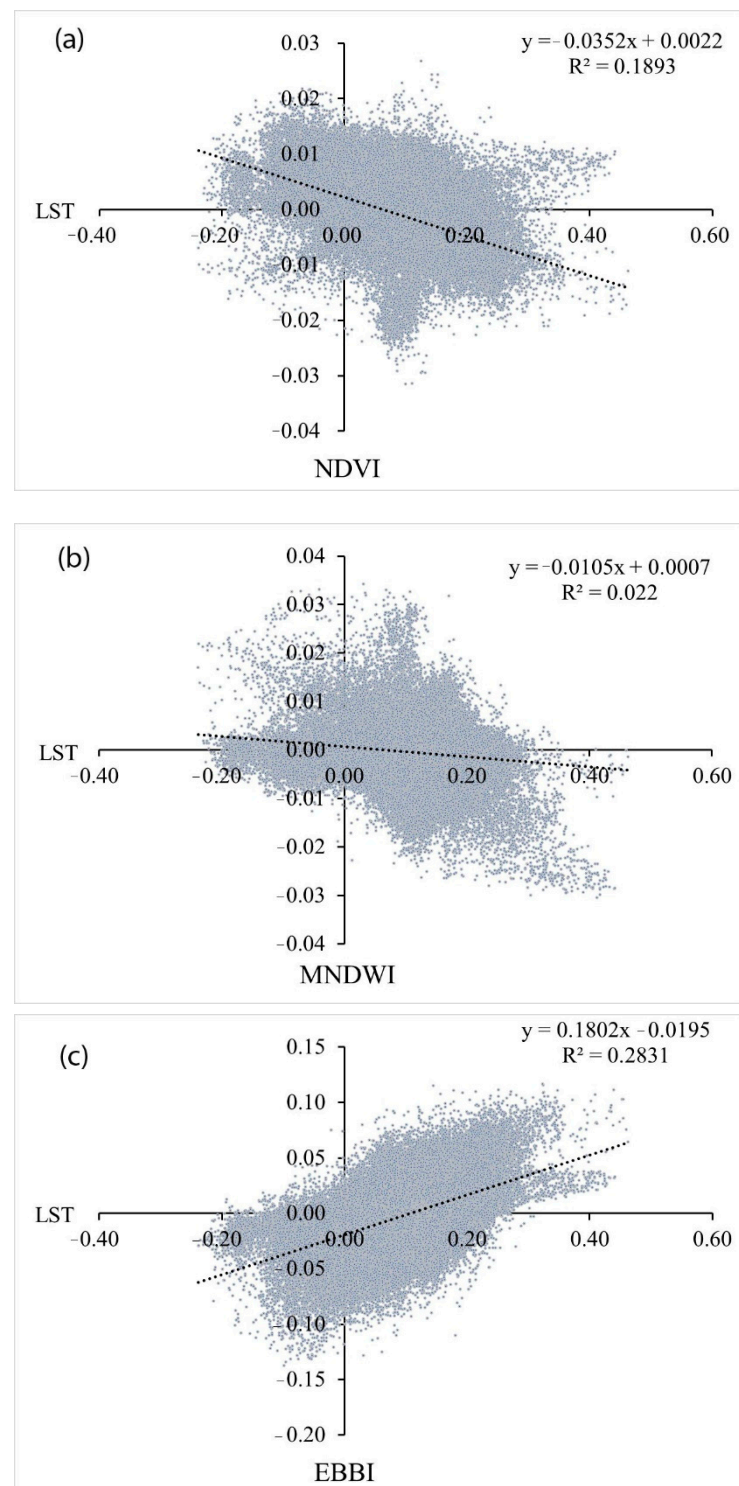 (a)
y = -0.0352x + 0.0022
R² = 0.1893
0.03
0.02
0.01
LST
0.00
-0.40 -0.20 0.00 0.20 0.40 0.60
-0.01
-0.02
-0.03
-0.04
NDVI
(b)
y = -0.0105x + 0.0007
R² = 0.022
0.04
0.03
0.02
0.01
LST
0.00
-0.40 -0.20 0.00 0.20 0.40 0.60
-0.01
-0.02
-0.03
-0.04
MNDWI
(c)
y = 0.1802x -0.0195
R² = 0.2831
0.15
0.10
0.05
LST
0.00
-0.40 -0.20 0.00 0.20 0.40 0.60
-0.05
-0.10
-0.15
-0.20
EBBI